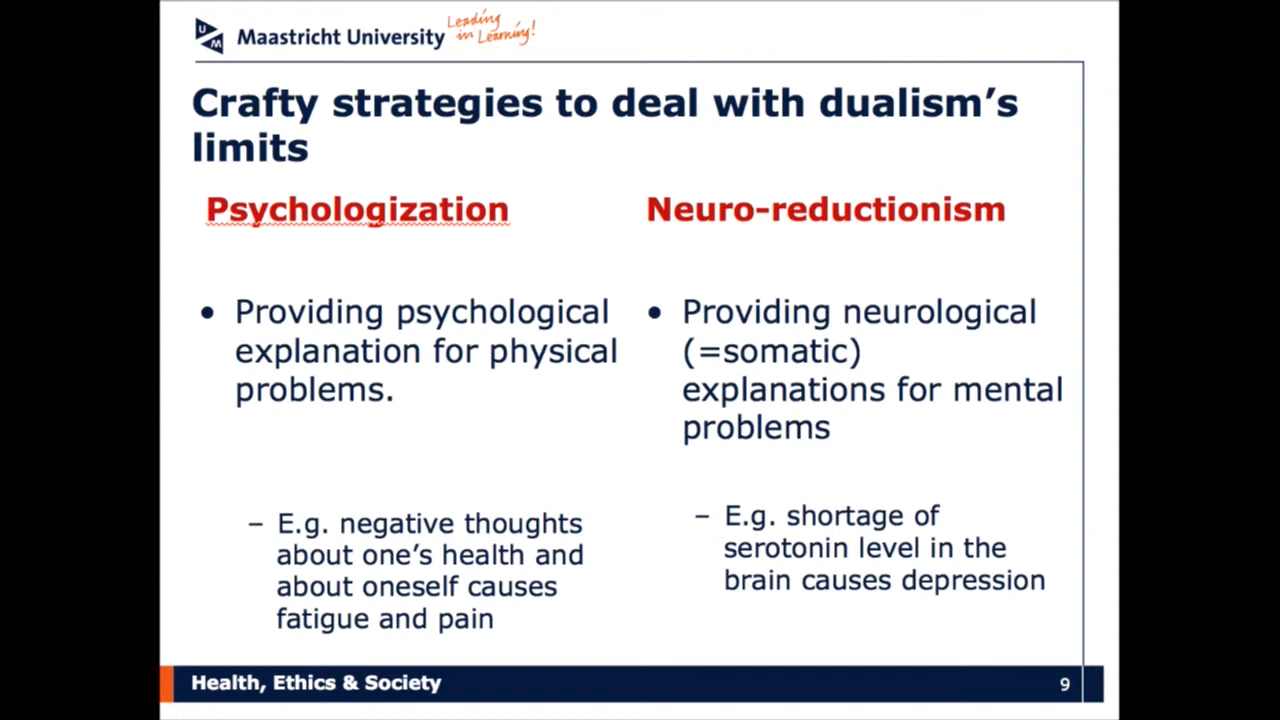 UM
Maastricht University
Leading
in Learning!
Crafty strategies to deal with dualism’s
limits
Psychologization
• Providing psychological
explanation for physical
problems.
– E.g. negative thoughts
about one’s health and
about oneself causes
fatigue and pain
Neuro-reductionism
• Providing neurological
(=somatic)
explanations for mental
problems
– E.g. shortage of
serotonin level in the
brain causes depression
Health, Ethics & Society
9